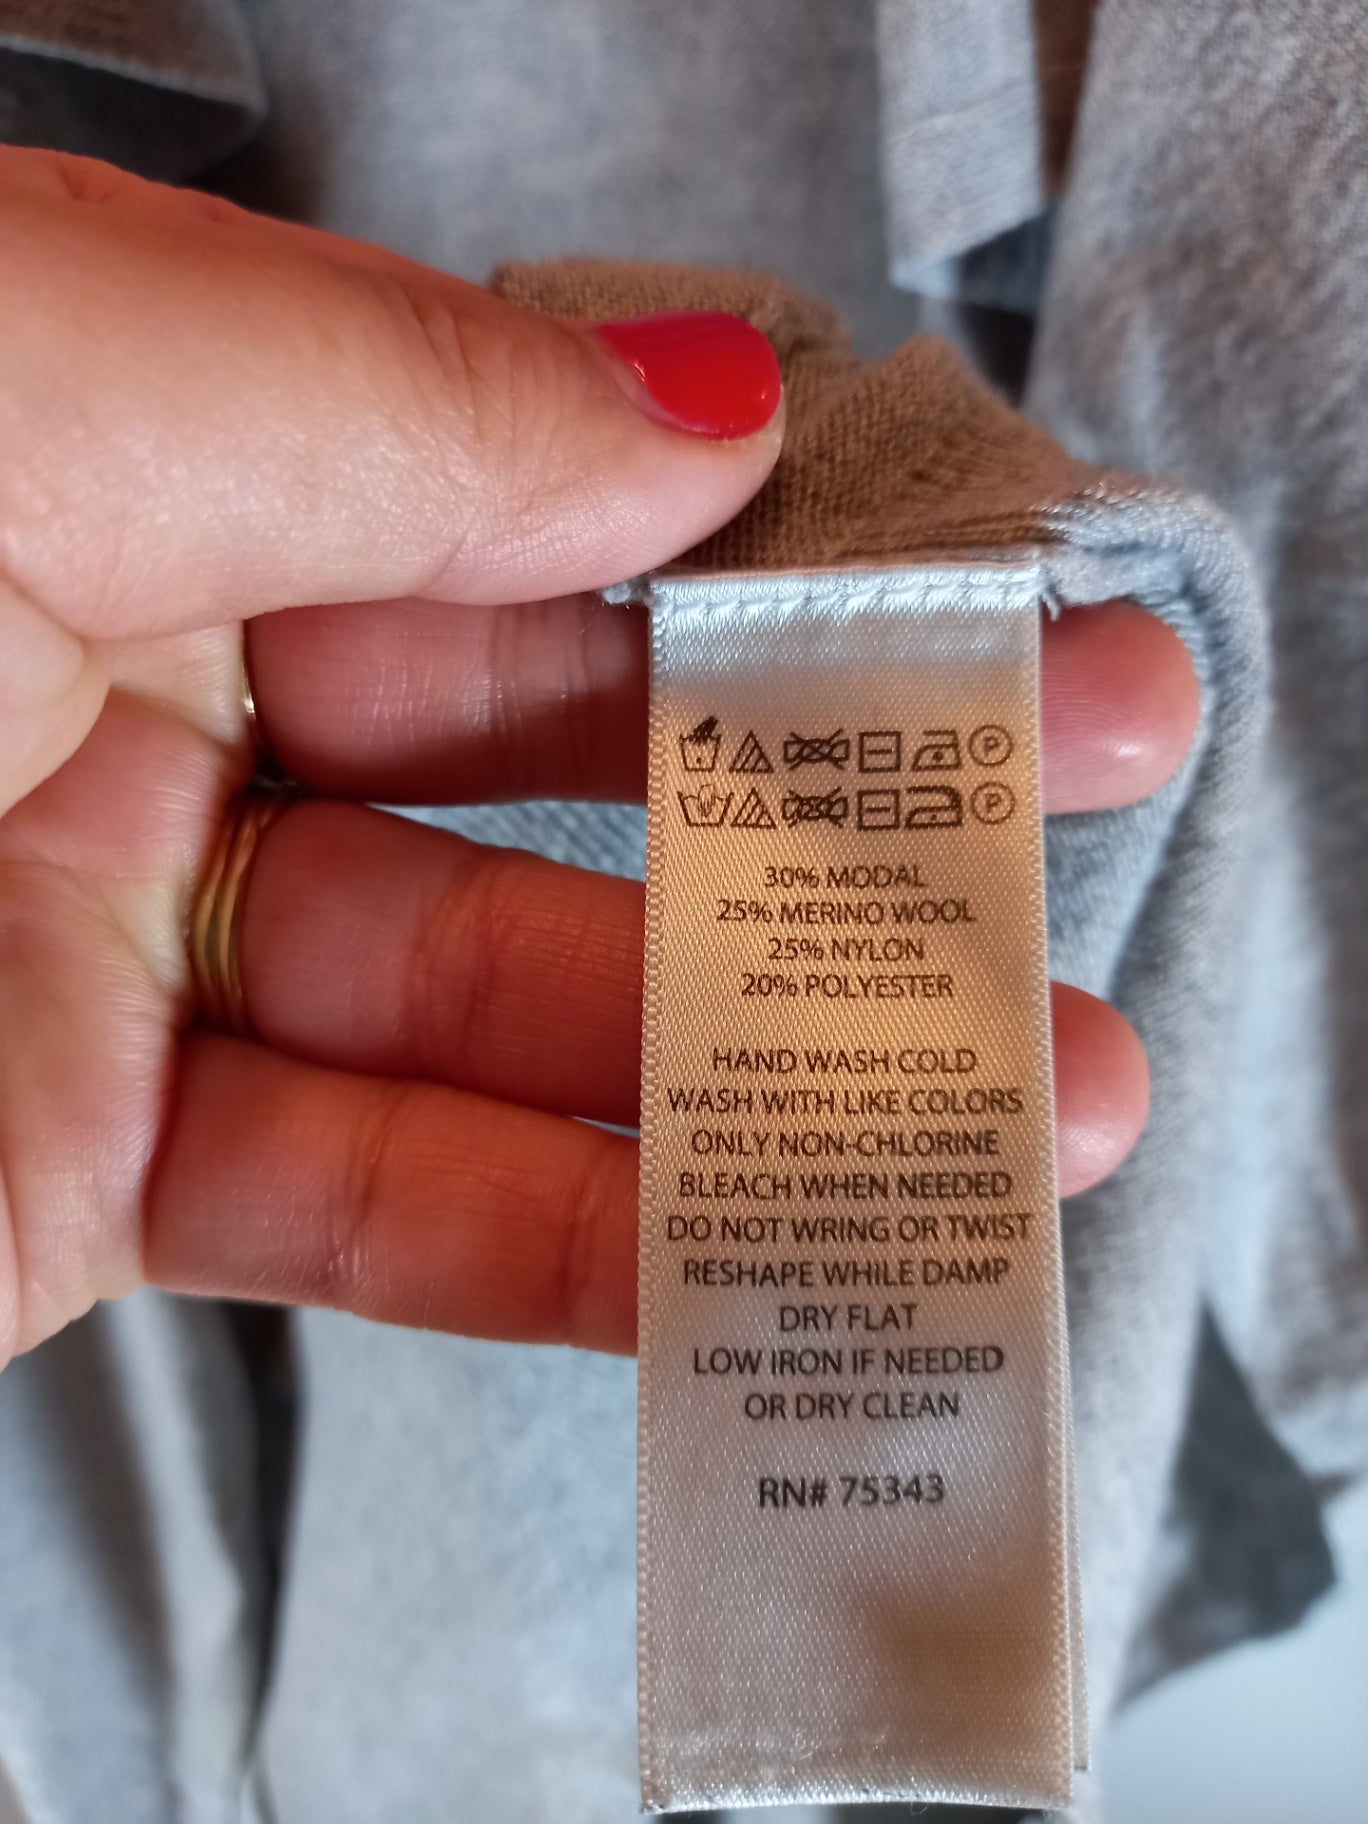 P
P
30% MODAL
25% MERINO WOOL
25% NYLON
20% POLYESTER
HAND WASH COLD
WASH WITH LIKE COLORS
ONLY NON-CHLORINE
BLEACH WHEN NEEDED
DO NOT WRING OR TWIST
RESHAPE WHILE DAMP
DRY FLAT
LOW IRON IF NEEDED
OR DRY CLEAN
RN# 75343